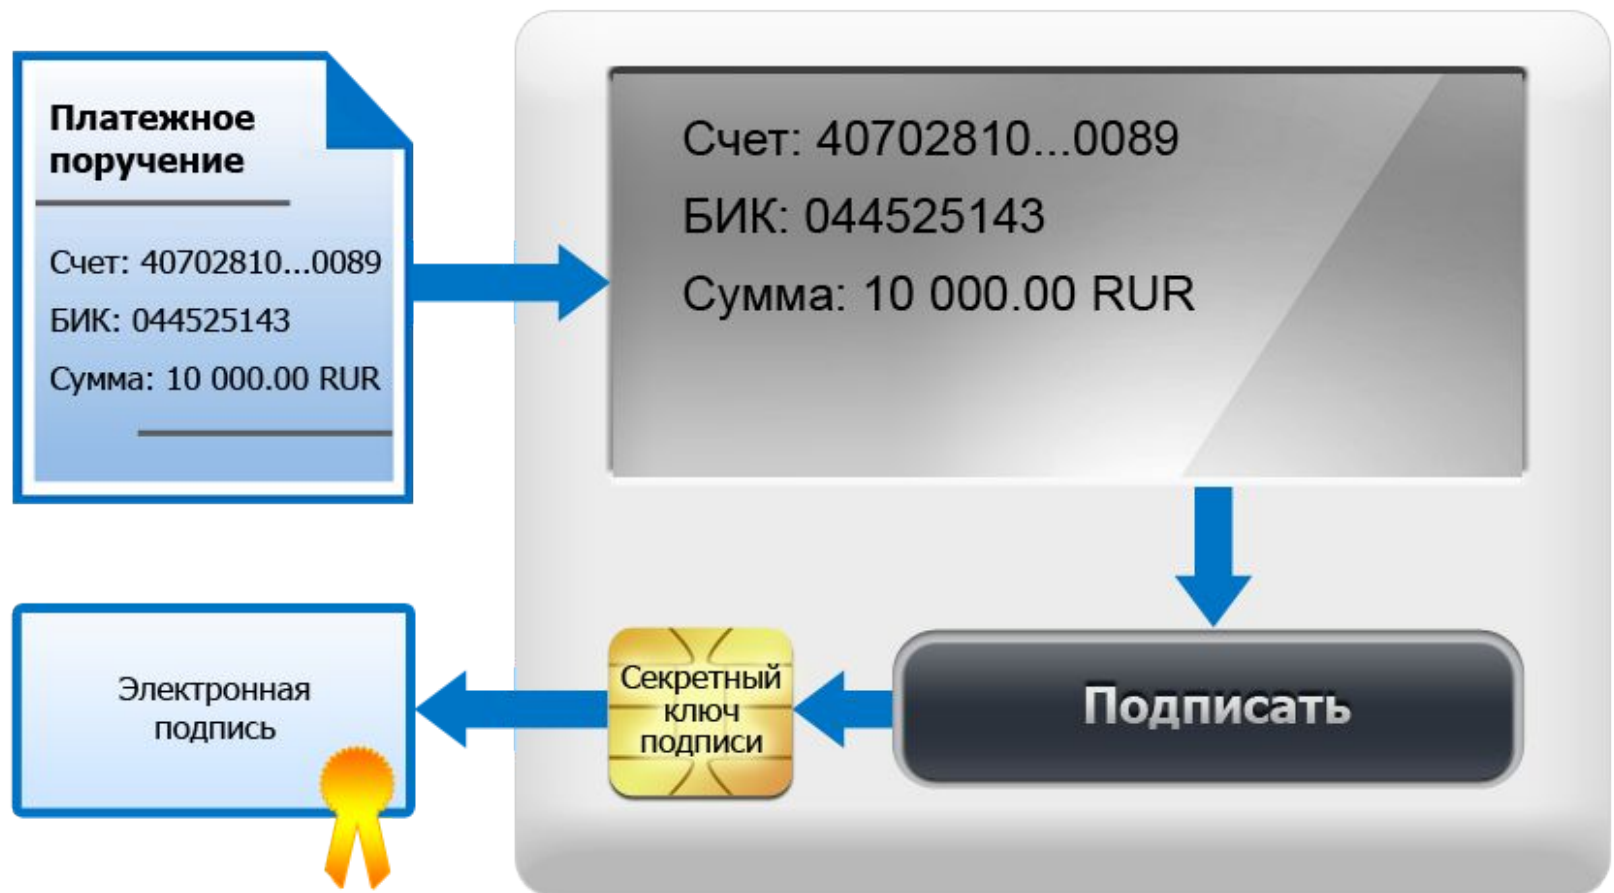 Платежное
поручение
Счет: 40702810...0089
БИК: 044525143
Сумма: 10 000.00 RUR
Счет: 40702810...0089
БИК: 044525143
Сумма: 10 000.00 RUR
Электронная
подпись
Секретный
ключ
подписи
Подписать